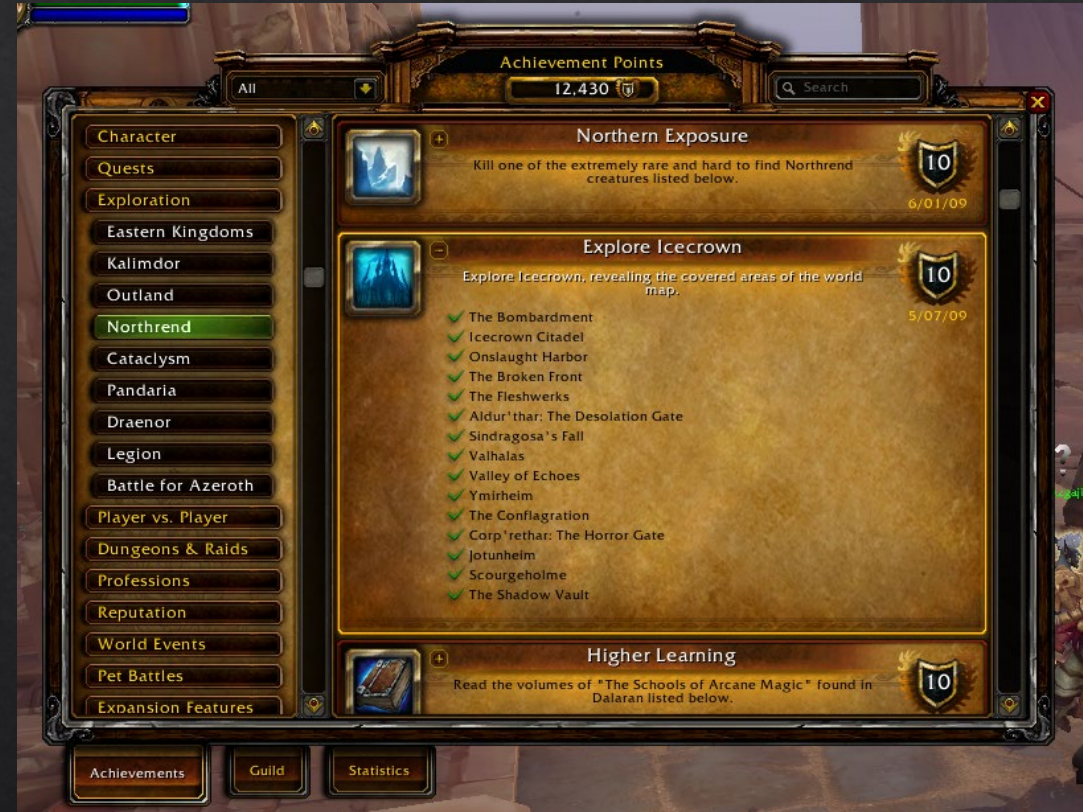 Achievement Points
All
12,430
Search
Character
Quests
Exploration
Eastern Kingdoms
Kalimdor
Outland
Northrend
Cataclysm
Pandaria
Draenor
Legion
Battle for Azeroth
Player vs. Player
Dungeons & Raids
Professions
Reputation
World Events
Pet Battles
Expansion Features
Northern Exposure
Kill one of the extremely rare and hard to find Northrend
creatures listed below.
10
6/01/09
Explore Icecrown
Explore Icecrown, revealing the covered areas of the world
map.
10
5/07/09
The Bombardment
Icecrown Citadel
Onslaught Harbor
The Broken Front
The Fleshwerks
Aldur'thar: The Desolation Gate
Sindragosa's Fall
Valhalas
Valley of Echoes
Ymirheim
The Conflagration
Corp'rethar: The Horror Gate
Jotunheim
Scourgeholme
The Shadow Vault
Higher Learning
Read the volumes of "The Schools of Arcane Magic" found in
Dalaran listed below.
10
Achievements
Guild
Statistics